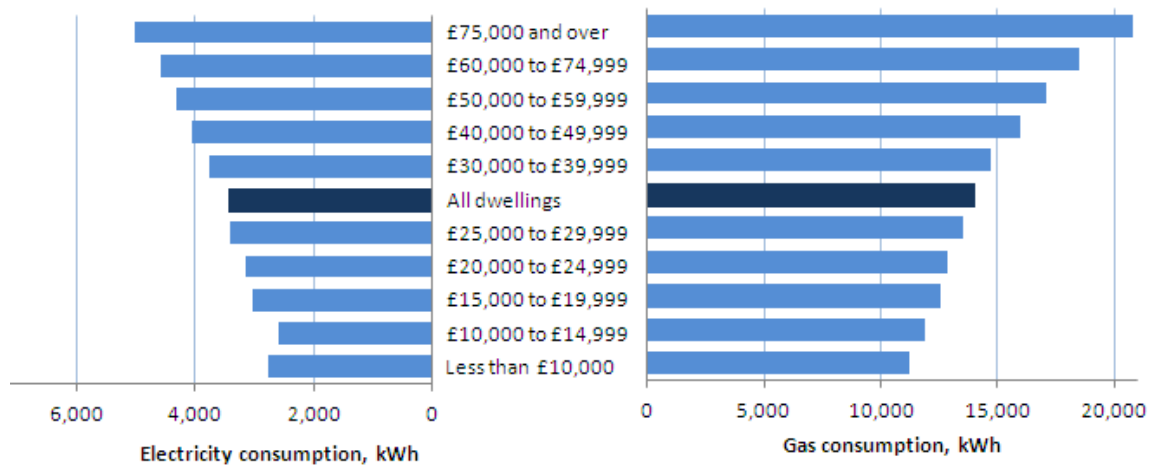 £75,000 and over
£60,000 to £74,999
£50,000 to £59,999
£40,000 to £49,999
£30,000 to £39,999
All dwellings
£25,000 to £29,999
£20,000 to £24,999
£15,000 to £19,999
£10,000 to £14,999
Less than £10,000
6,000 4,000 2,000 0
Electricity consumption, kWh
0 5,000 10,000 15,000 20,000
Gas consumption, kWh